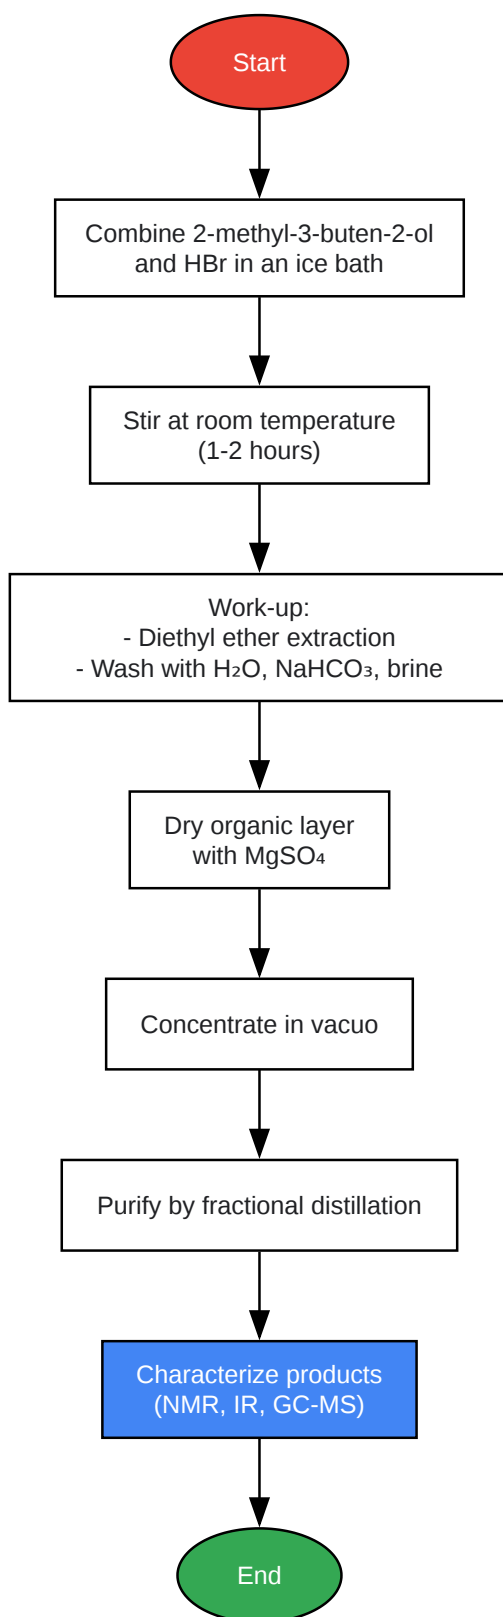 Start
Combine 2-methyl-3-buten-2-ol
and HBr in an ice bath
Stir at room temperature
(1-2 hours)
Work-up:
- Diethyl ether extraction
- Wash with H₂O, NaHCO₃, brine
Dry organic layer
with MgSO₄
Concentrate in vacuo
Purify by fractional distillation
Characterize products
(NMR, IR, GC-MS)
End